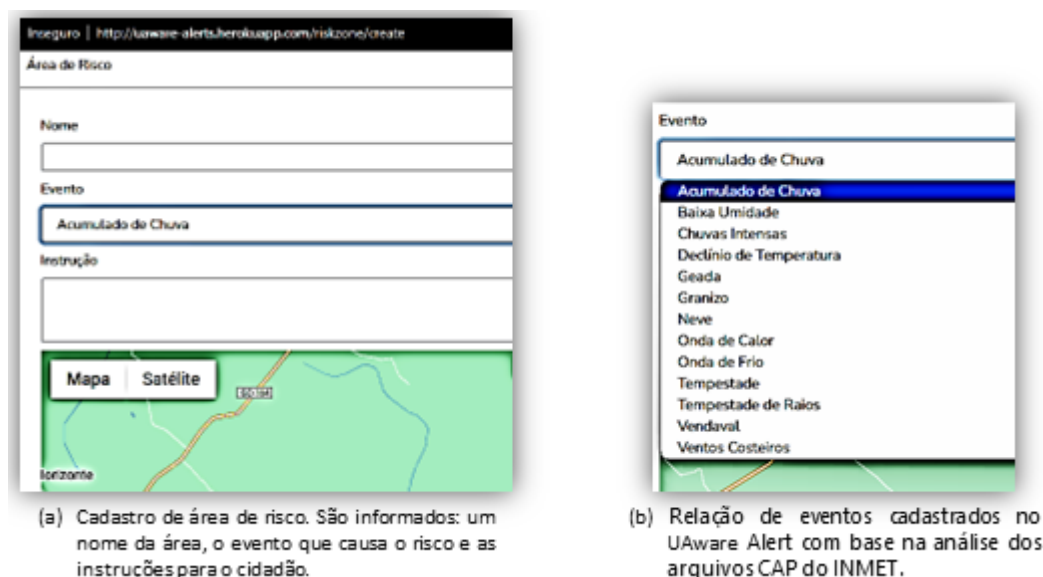 Inseguro | http://uaware-alerts.herokuapp.com/riskzone/create
Área de Risco
Nome
Evento
Acumulado de Chuva
Instrução
Mapa Satélite
Horizonte
(a) Cadastro de área de risco. São informados: um
nome da área, o evento que causa o risco e as
instruções para o cidadão.
Evento
Acumulado de Chuva
Acumulado de Chuva
Baixa Umidade
Chuvas Intensas
Declínio de Temperatura
Geada
Granizo
Neve
Onda de Calor
Onda de Frio
Tempestade
Tempestade de Raios
Vendaval
Ventos Costeiros
(b) Relação de eventos cadastrados no
UAware Alert com base na análise dos
arquivos CAP do INMET.